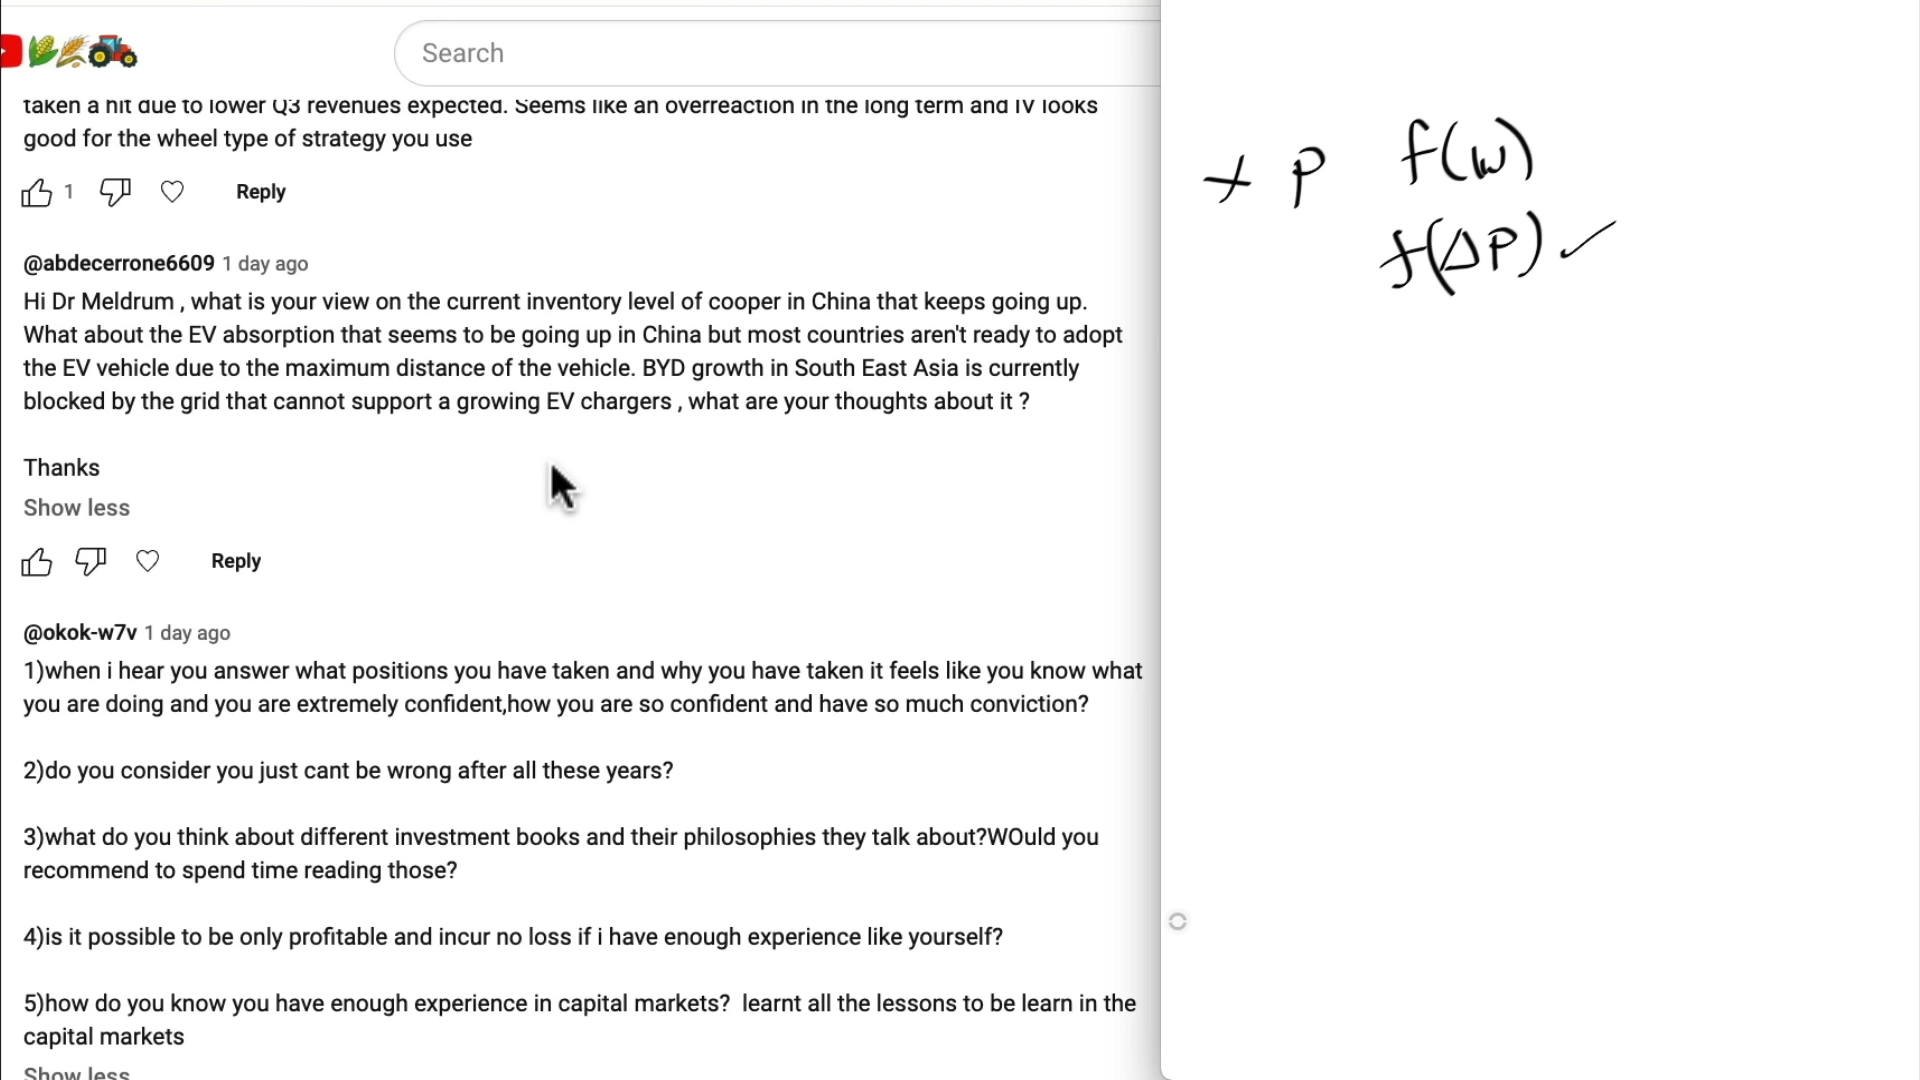 Search
taken a hit due to lower Q3 revenues expected. Seems like an overreaction in the long term and IV looks
good for the wheel type of strategy you use
1
Reply
@abdecerrone6609 1 day ago
Hi Dr Meldrum , what is your view on the current inventory level of cooper in China that keeps going up.
What about the EV absorption that seems to be going up in China but most countries aren't ready to adopt
the EV vehicle due to the maximum distance of the vehicle. BYD growth in South East Asia is currently
blocked by the grid that cannot support a growing EV chargers , what are your thoughts about it ?
Thanks
Show less
Reply
@okok-w7v 1 day ago
1)when i hear you answer what positions you have taken and why you have taken it feels like you know what
you are doing and you are extremely confident,how you are so confident and have so much conviction?
2)do you consider you just cant be wrong after all these years?
3)what do you think about different investment books and their philosophies they talk about?WOuld you
recommend to spend time reading those?
4)is it possible to be only profitable and incur no loss if i have enough experience like yourself?
5)how do you know you have enough experience in capital markets?  learnt all the lessons to be learn in the
capital markets
Show less
+ P f(w)
f(ΔP) ✓